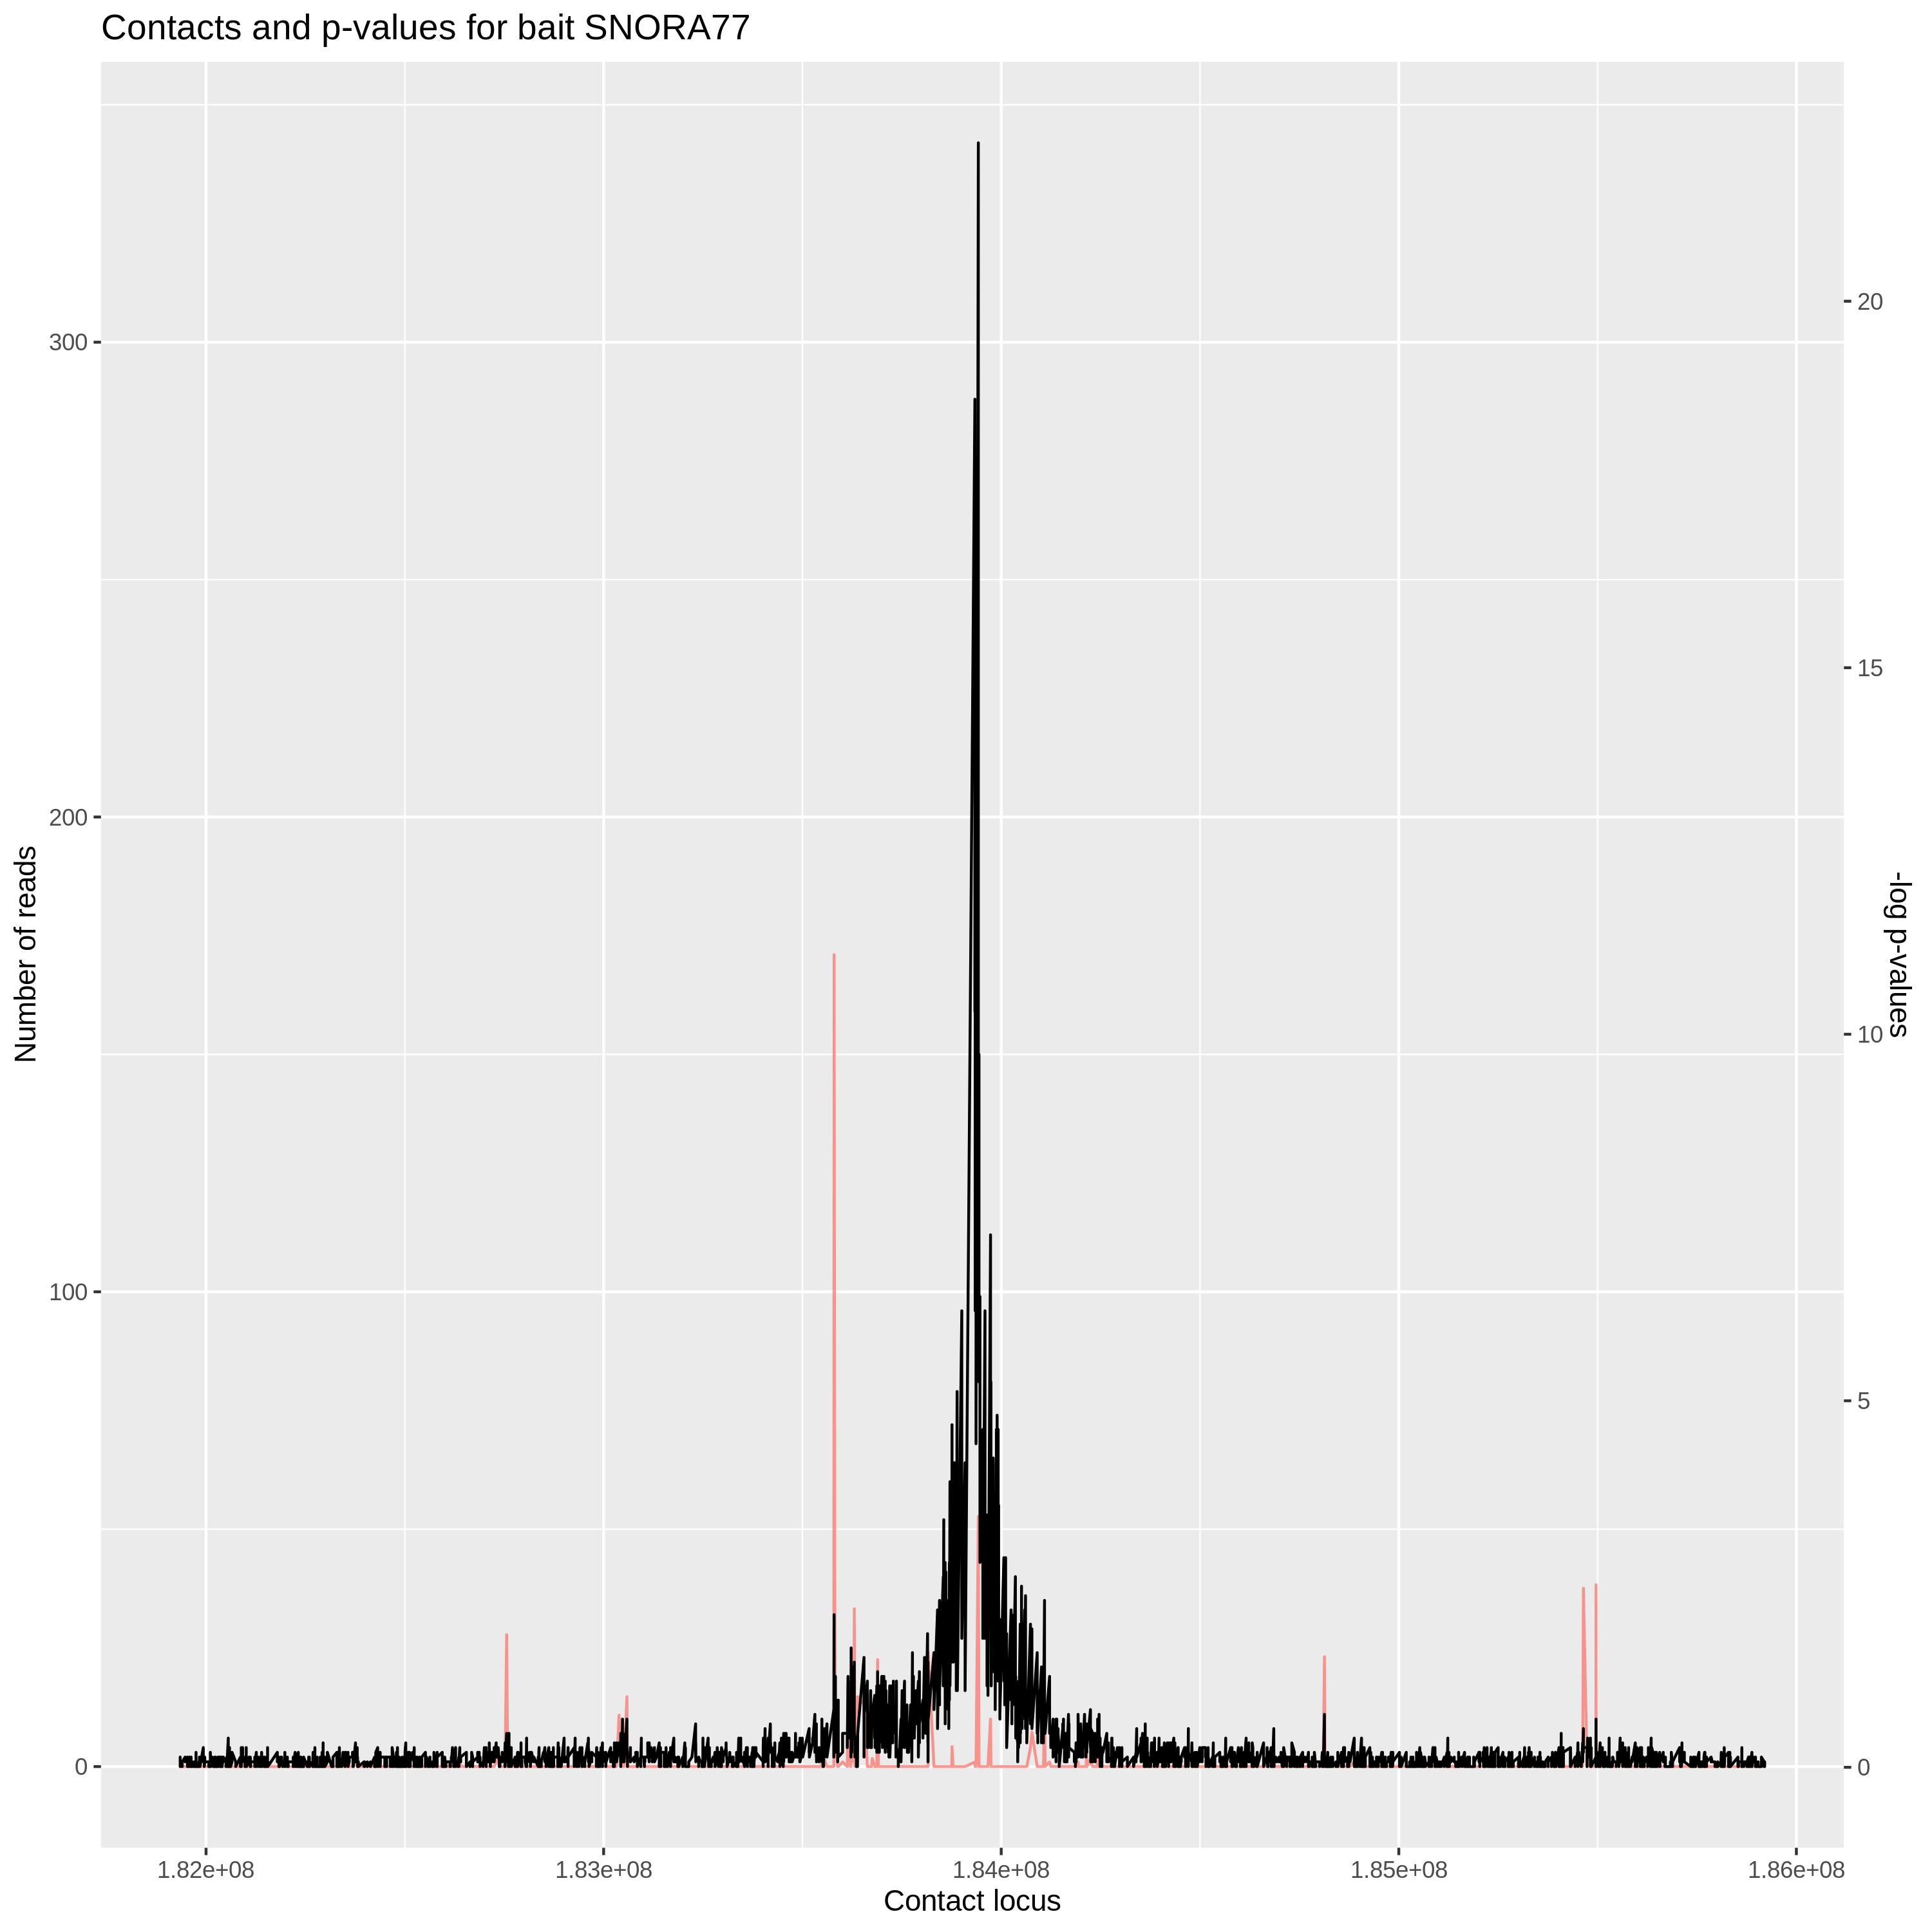 Contacts and p-values for bait SNORA77
Number of reads
300
200
100
0
20
15
10
5
0
-log p-values
1.82e+08
1.83e+08
1.84e+08
1.85e+08
1.86e+08
Contact locus